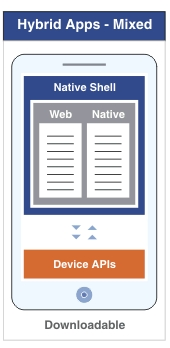 Hybrid Apps - Mixed
Native Shell
Web Native
Device APIs
Downloadable